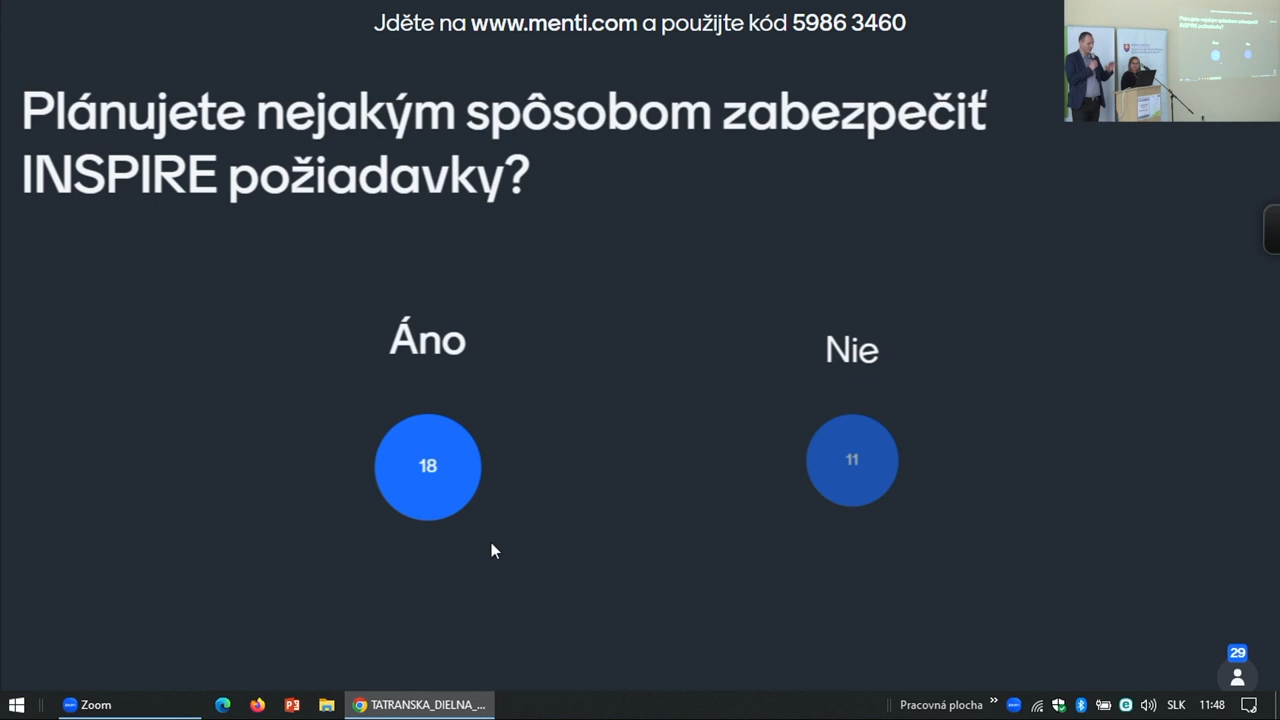 Jděte na www.menti.com a použijte kód 5986 3460
Plánujete nejakým spôsobom zabezpečiť
INSPIRE požiadavky?
Áno
Nie
18
11
29
Zoom
TATRANSKA_DIELNA_...
Pracovná plocha
SLK
11:48